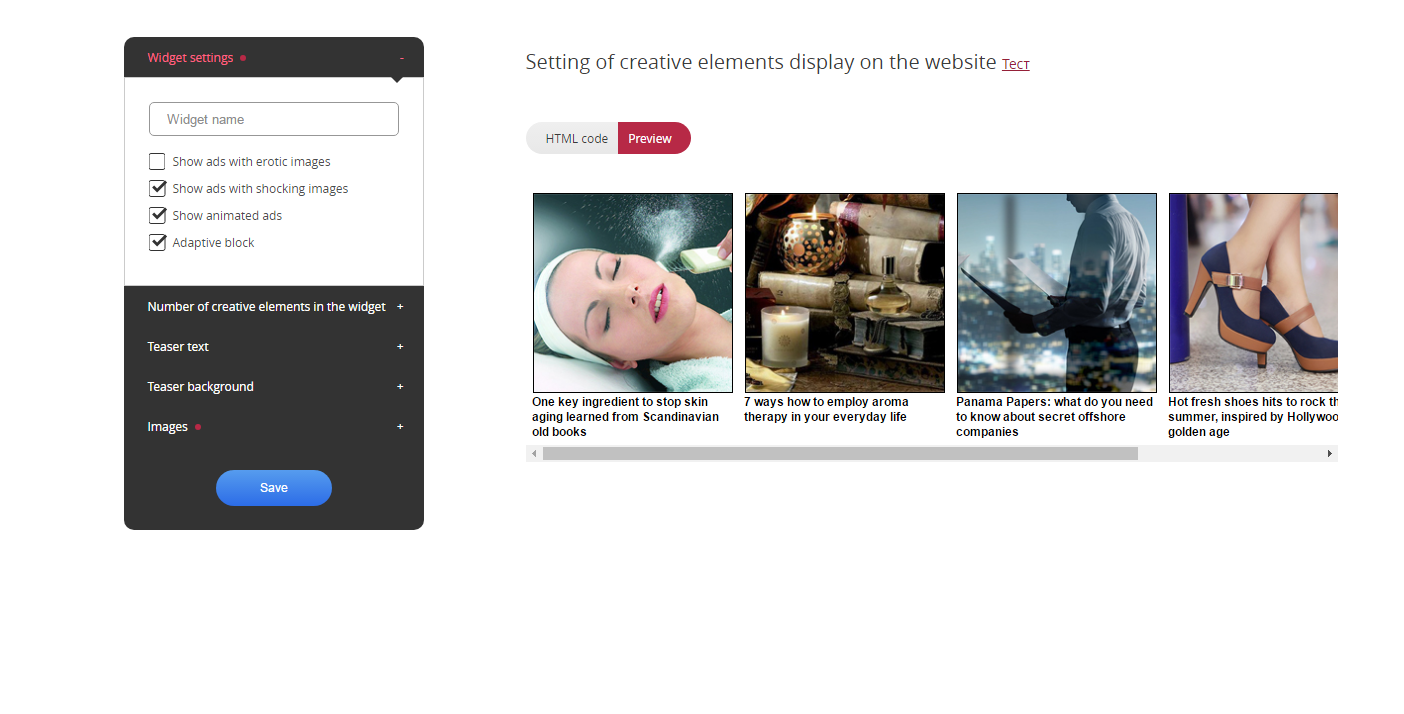 Widget settings -
Widget name
Show ads with erotic images
Show ads with shocking images
Show animated ads
Adaptive block
Number of creative elements in the widget +
Teaser text +
Teaser background +
Images +
Save
Setting of creative elements display on the website Тест
HTML code Preview
One key ingredient to stop skin
aging learned from Scandinavian
old books
7 ways how to employ aroma
therapy in your everyday life
Panama Papers: what do you need
to know about secret offshore
companies
Hot fresh shoes hits to rock th
summer, inspired by Hollywoo
golden age